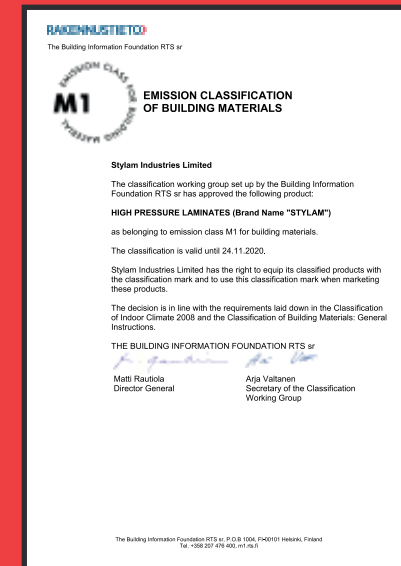 RAKENNUSTIETO
The Building Information Foundation RTS sr
EMISSION CLASS FOR BUILDING MATERIAL
M1
EMISSION CLASSIFICATION
OF BUILDING MATERIALS
Stylam Industries Limited
The classification working group set up by the Building Information
Foundation RTS sr has approved the following product:
HIGH PRESSURE LAMINATES (Brand Name "STYLAM")
as belonging to emission class M1 for building materials.
The classification is valid until 24.11.2020.
Stylam Industries Limited has the right to equip its classified products with
the classification mark and to use this classification mark when marketing
these products.
The decision is in line with the requirements laid down in the Classification
of Indoor Climate 2008 and the Classification of Building Materials: General
Instructions.
THE BUILDING INFORMATION FOUNDATION RTS sr
Matti Rautiola
Director General
Arja Valtanen
Secretary of the Classification
Working Group
The Building Information Foundation RTS sr, P.O.B 1004, FI-00101 Helsinki, Finland
Tel. +358 207 476 400, m1.rts.fi